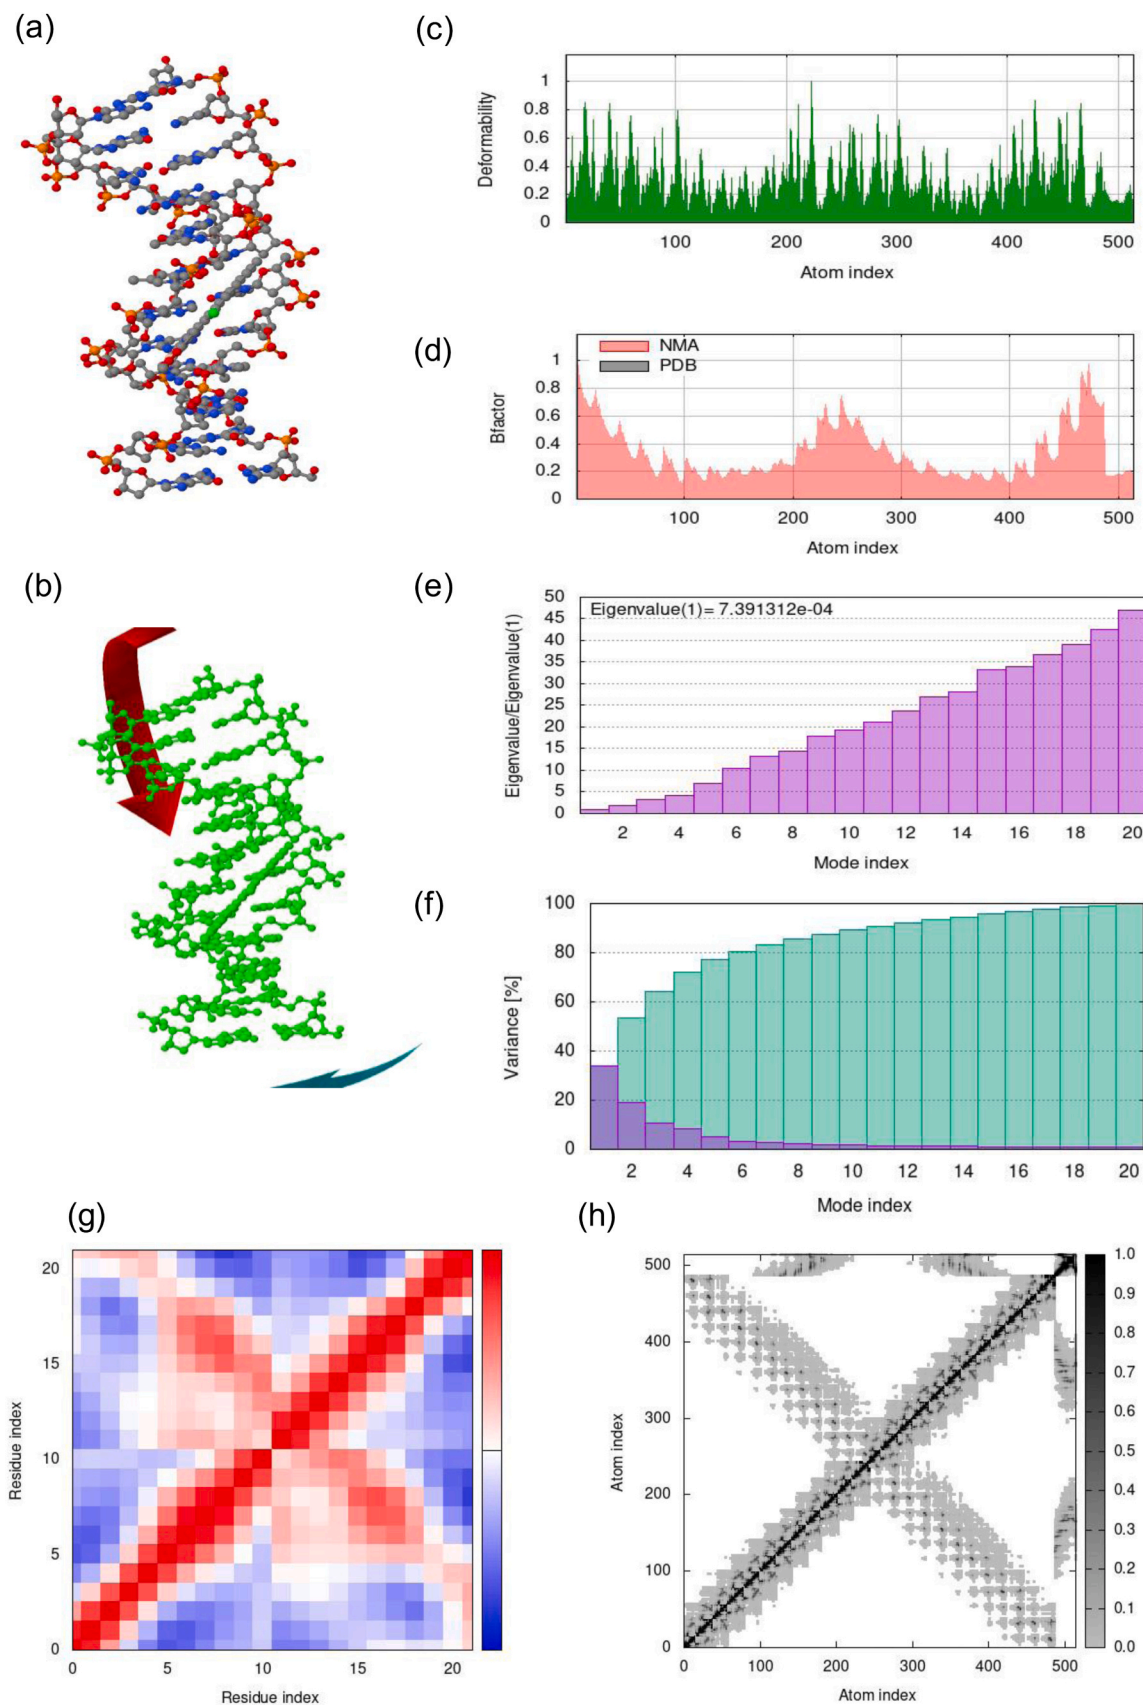 (a)
(c)
Deformability
1
0.8
0.6
0.4
0.2
0
100 200 300 400 500
Atom index
(d)
NMA
PDB
Bfactor
1
0.8
0.6
0.4
0.2
0
100 200 300 400 500
Atom index
(b)
(e)
Eigenvalue(1)= 7.391312e-04
Eigenvalue/Eigenvalue(1)
50
45
40
35
30
25
20
15
10
5
0
2 4 6 8 10 12 14 16 18 20
Mode index
(f)
Variance [%]
100
80
60
40
20
0
2 4 6 8 10 12 14 16 18 20
Mode index
(g)
Residue index
20
15
10
5
0
0 5 10 15 20
Residue index
(h)
Atom index
500
400
300
200
100
0
0 100 200 300 400 500
Atom index
1.0
0.9
0.8
0.7
0.6
0.5
0.4
0.3
0.2
0.1
0.0